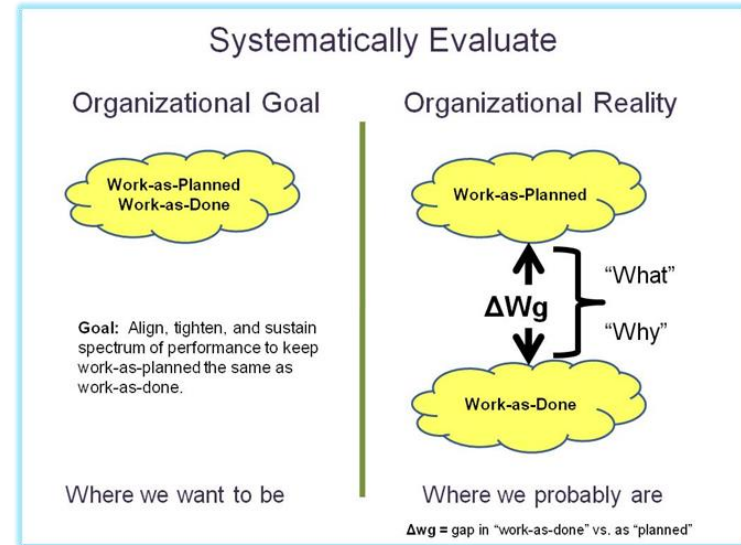 Systematically Evaluate
Organizational Goal
Work-as-Planned
Work-as-Done
Goal: Align, tighten, and sustain
spectrum of performance to keep
work-as-planned the same as
work-as-done.
Where we want to be
Organizational Reality
Work-as-Planned
ΔWg
“What”
“Why”
Work-as-Done
Where we probably are
Δwg = gap in “work-as-done” vs. as “planned”